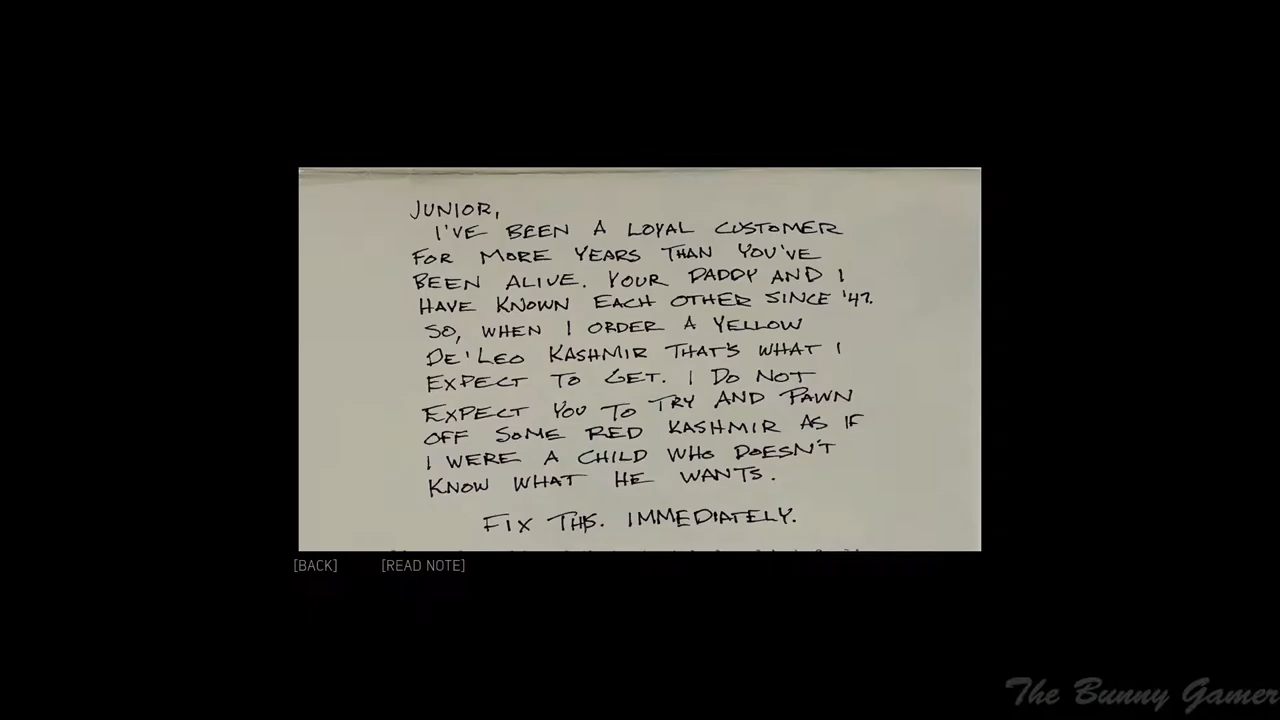 JUNIOR,
I'VE BEEN A LOYAL CUSTOMER
FOR MORE YEARS THAN YOU'VE
BEEN ALIVE. YOUR DADDY AND I
HAVE KNOWN EACH OTHER SINCE '47.
SO, WHEN I ORDER A YELLOW
DE'LEO KASHMIR THAT'S WHAT I
EXPECT TO GET. I DO NOT
EXPECT YOU TO TRY AND PAWN
OFF SOME RED KASHMIR AS IF
I WERE A CHILD WHO DOESN'T
KNOW WHAT HE WANTS.
FIX THIS. IMMEDIATELY.
[BACK] [READ NOTE]
The Bunny Gamer